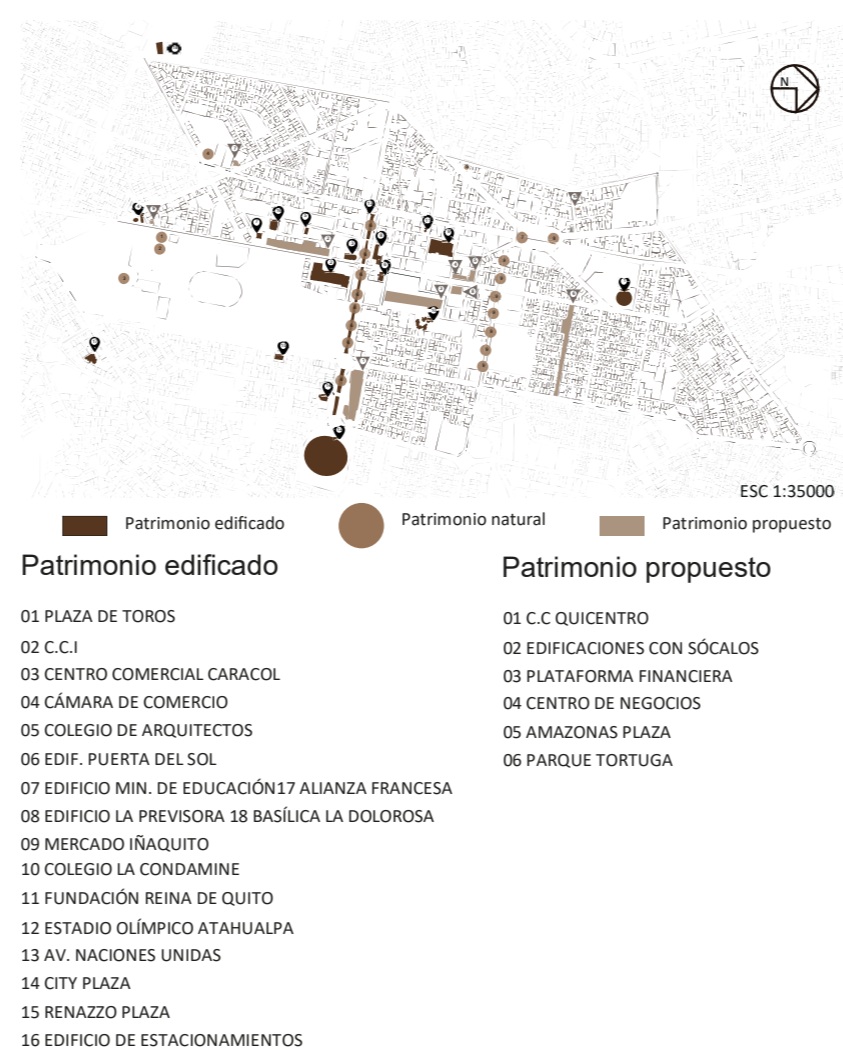 N
ESC 1:35000
Patrimonio edificado
Patrimonio natural
Patrimonio propuesto
Patrimonio edificado
01 PLAZA DE TOROS
02 C.C.I
03 CENTRO COMERCIAL CARACOL
04 CÁMARA DE COMERCIO
05 COLEGIO DE ARQUITECTOS
06 EDIF. PUERTA DEL SOL
07 EDIFICIO MIN. DE EDUCACIÓN17 ALIANZA FRANCESA
08 EDIFICIO LA PREVISORA 18 BASÍLICA LA DOLOROSA
09 MERCADO IÑAQUITO
10 COLEGIO LA CONDAMINE
11 FUNDACIÓN REINA DE QUITO
12 ESTADIO OLÍMPICO ATAHUALPA
13 AV. NACIONES UNIDAS
14 CITY PLAZA
15 RENAZZO PLAZA
16 EDIFICIO DE ESTACIONAMIENTOS
Patrimonio propuesto
01 C.C QUICENTRO
02 EDIFICACIONES CON SÓCALOS
03 PLATAFORMA FINANCIERA
04 CENTRO DE NEGOCIOS
05 AMAZONAS PLAZA
06 PARQUE TORTUGA